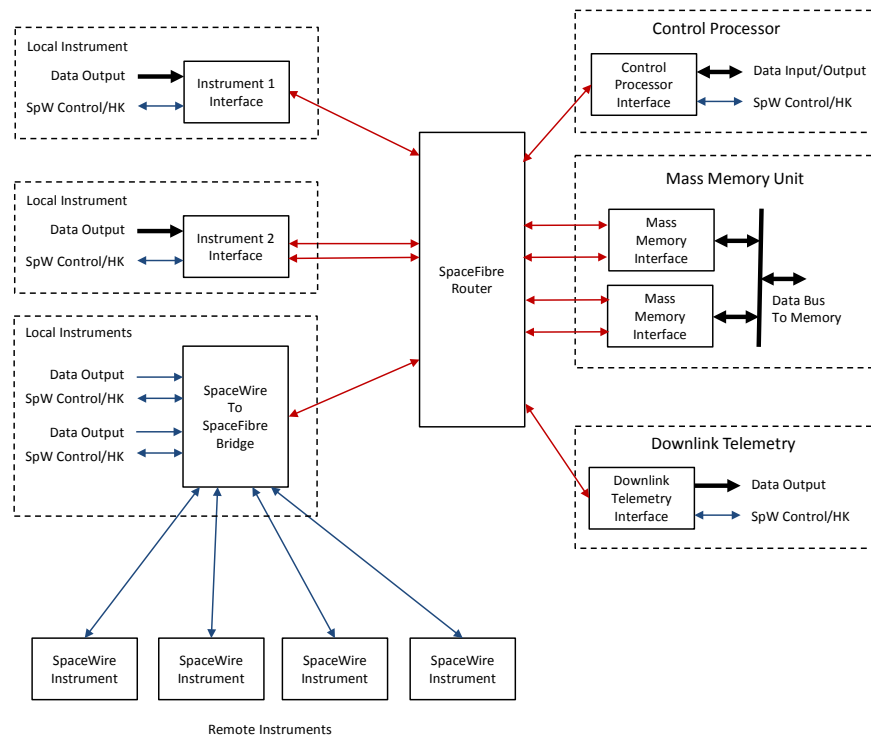 Local Instrument
Data Output
SpW Control/HK
Instrument 1
Interface
Local Instrument
Data Output
SpW Control/HK
Instrument 2
Interface
Local Instruments
Data Output
SpW Control/HK
Data Output
SpW Control/HK
SpaceWire
To
SpaceFibre
Bridge
SpaceFibre
Router
Control Processor
Control
Processor
Interface
Data Input/Output
SpW Control/HK
Mass Memory Unit
Mass
Memory
Interface
Mass
Memory
Interface
Data Bus
To Memory
Downlink Telemetry
Downlink
Telemetry
Interface
Data Output
SpW Control/HK
SpaceWire
Instrument
SpaceWire
Instrument
SpaceWire
Instrument
SpaceWire
Instrument
Remote Instruments